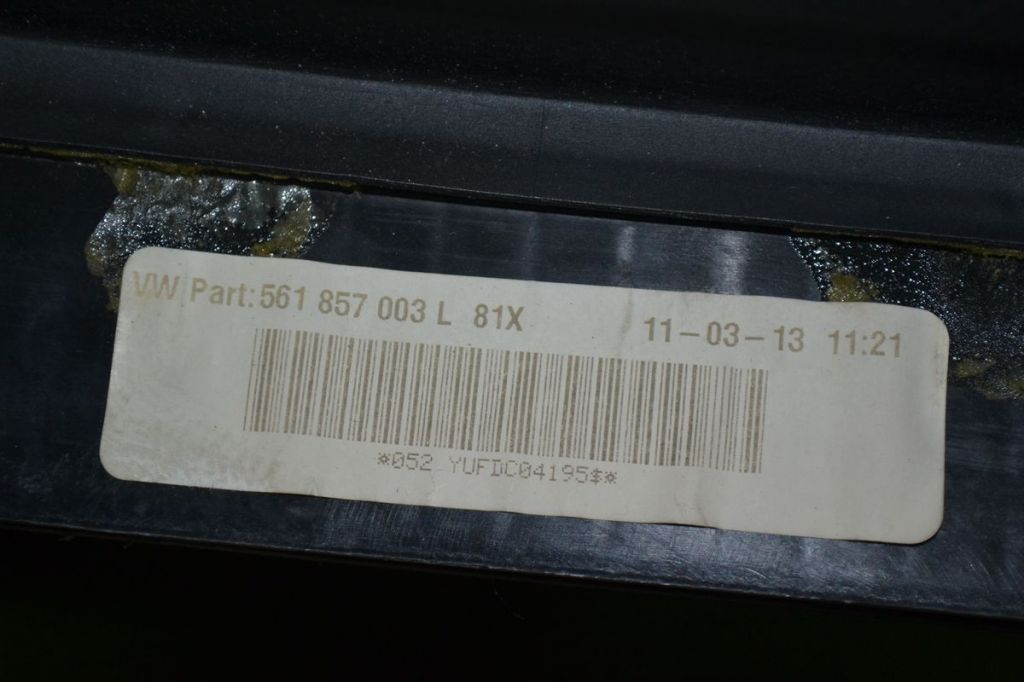 VW Part: 561 857 003 L 81X 11-03-13 11:21
*052 YUFDC04195$*